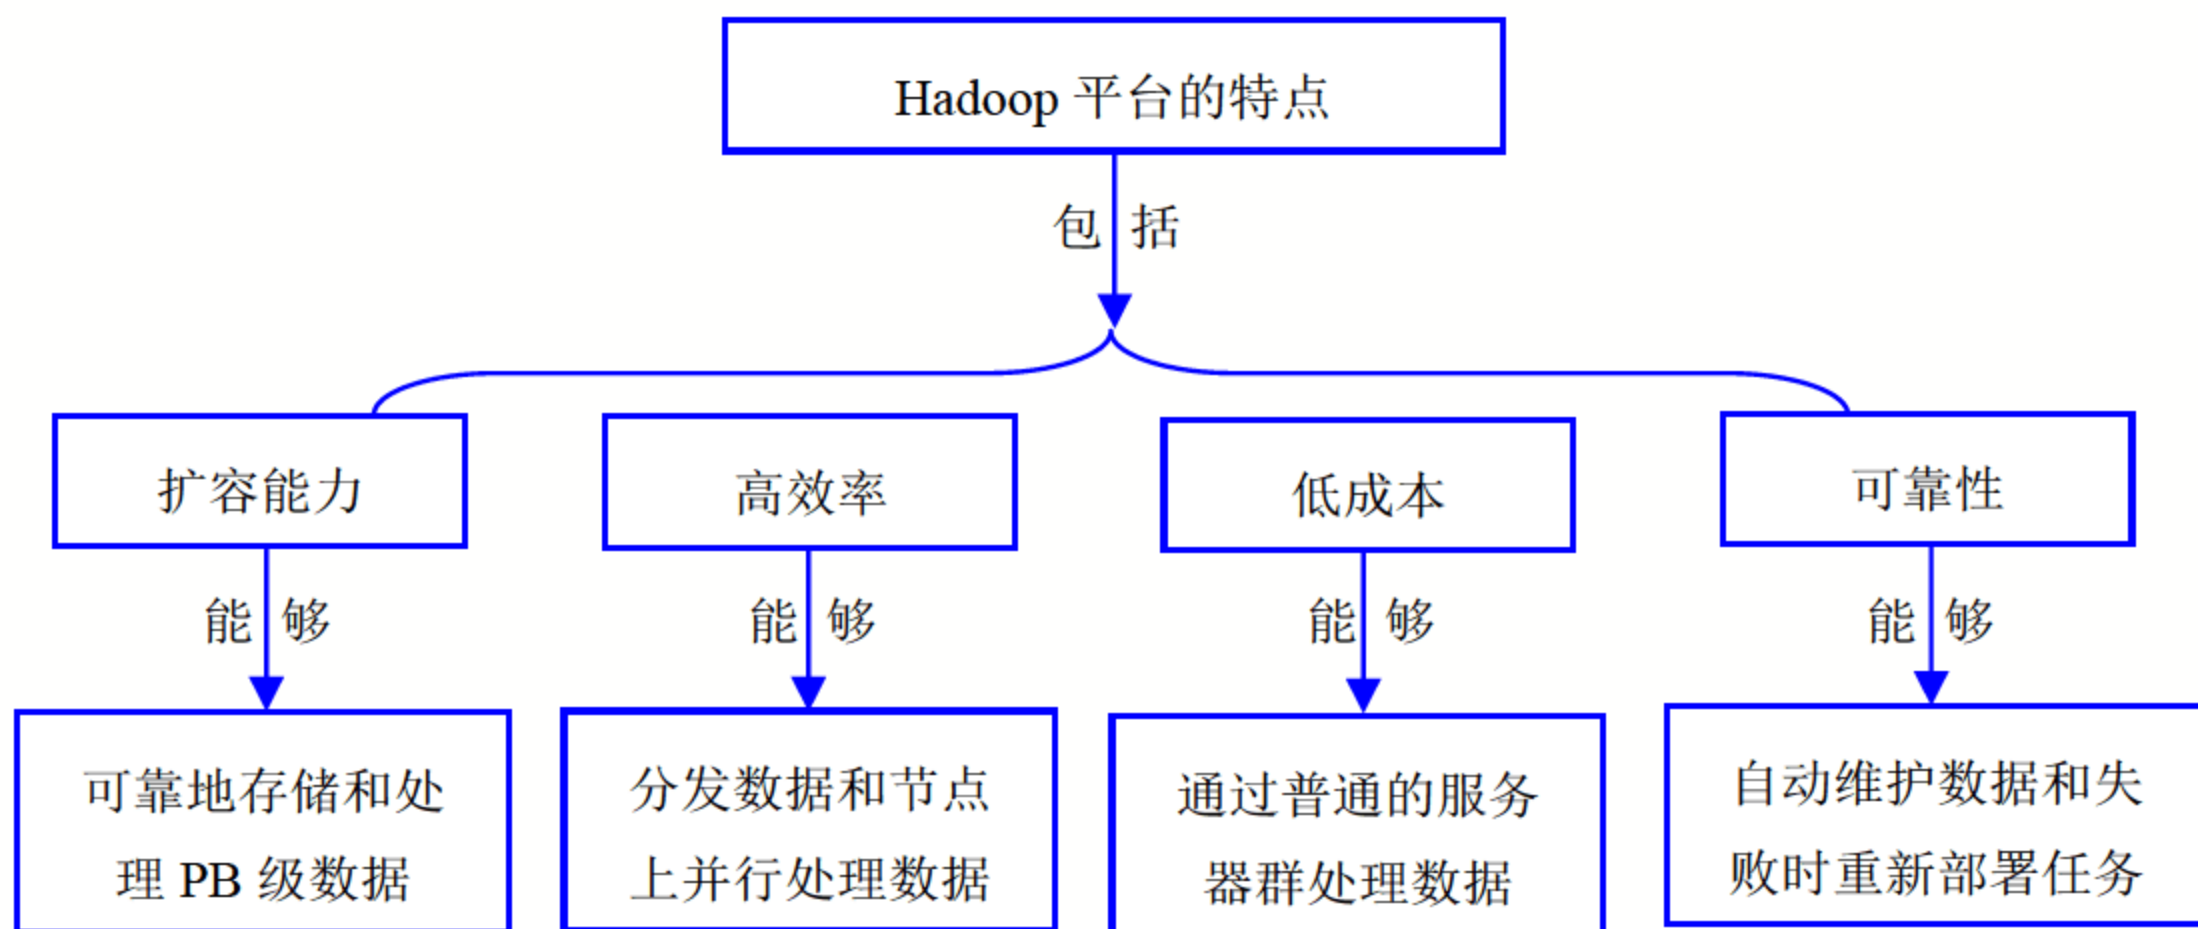 Hadoop 平台的特点
包括
扩容能力
高效率
低成本
可靠性
能够
能够
能够
能够
可靠地存储和处
理 PB 级数据
分发数据和节点
上并行处理数据
通过普通的服务
器群处理数据
自动维护数据和失
败时重新部署任务